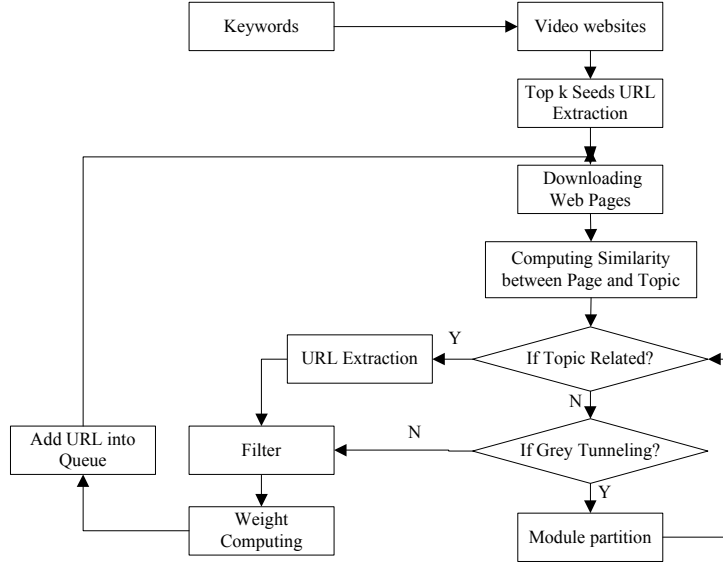 Keywords
Video websites
Top k Seeds URL
Extraction
Downloading
Web Pages
Computing Similarity
between Page and Topic
If Topic Related?
Y
URL Extraction
N
If Grey Tunneling?
N
Filter
Add URL into
Queue
Y
Weight
Computing
Module partition